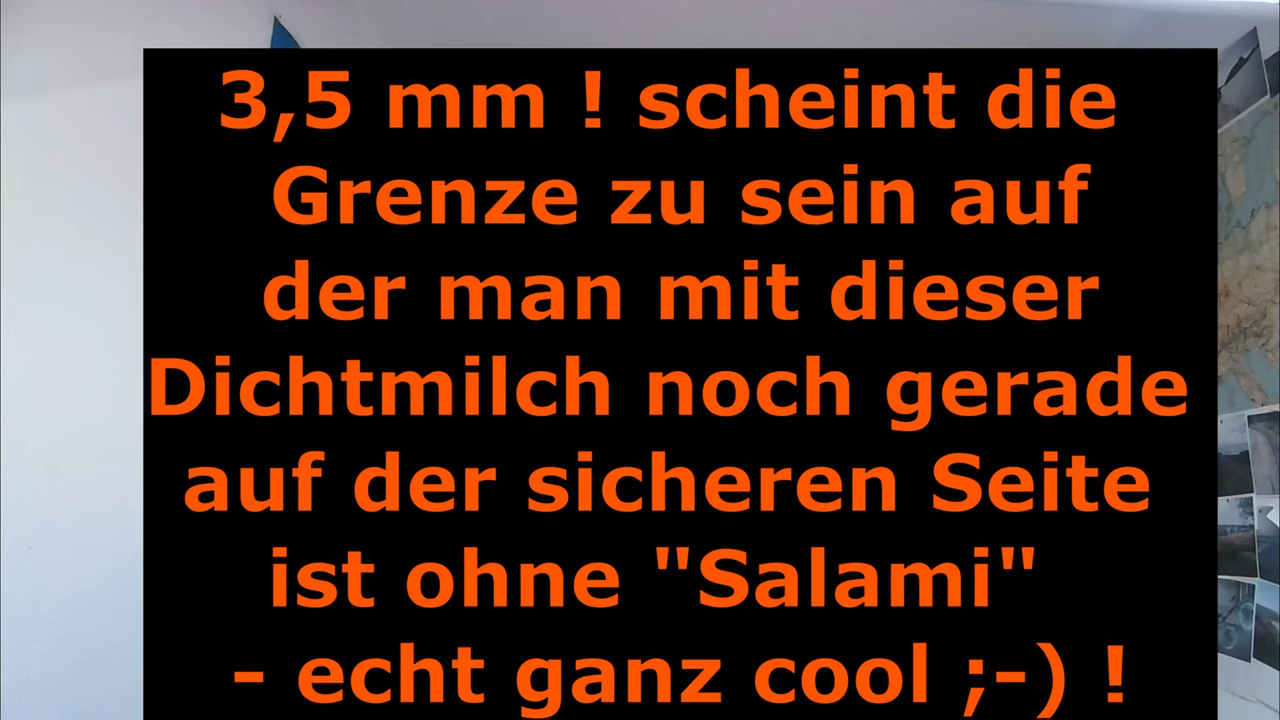 3,5 mm ! scheint die
Grenze zu sein auf
der man mit dieser
Dichtmilch noch gerade
auf der sicheren Seite
ist ohne "Salami"
- echt ganz cool ;-) !